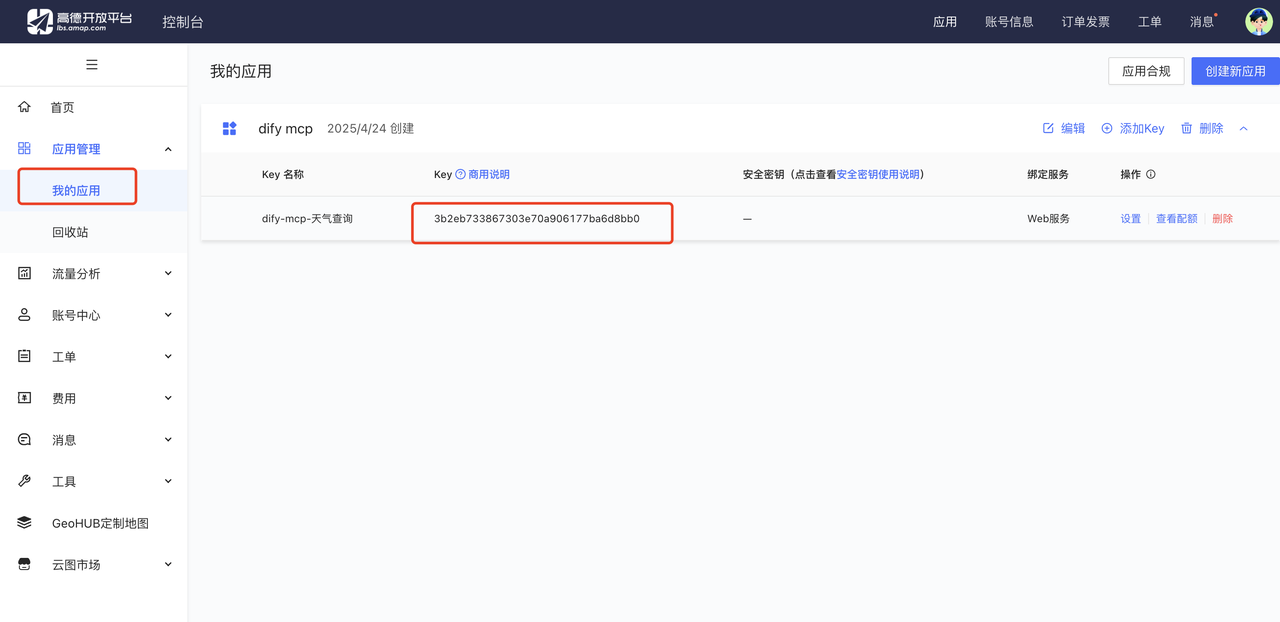 高德开放平台 控制台 应用 账号信息 订单发票 工单 消息
lbs.amap.com
我的应用 应用合规 创建新应用
首页
应用管理
我的应用
回收站
流量分析
账号中心
工单
费用
消息
工具
GeoHUB定制地图
云图市场
dify mcp 2025/4/24 创建 编辑 添加Key 删除
Key 名称 Key 商用说明 安全密钥（点击查看安全密钥使用说明） 绑定服务 操作
dify-mcp-天气查询 3b2eb733867303e70a906177ba6d8bb0 — Web服务 设置 查看配额 删除